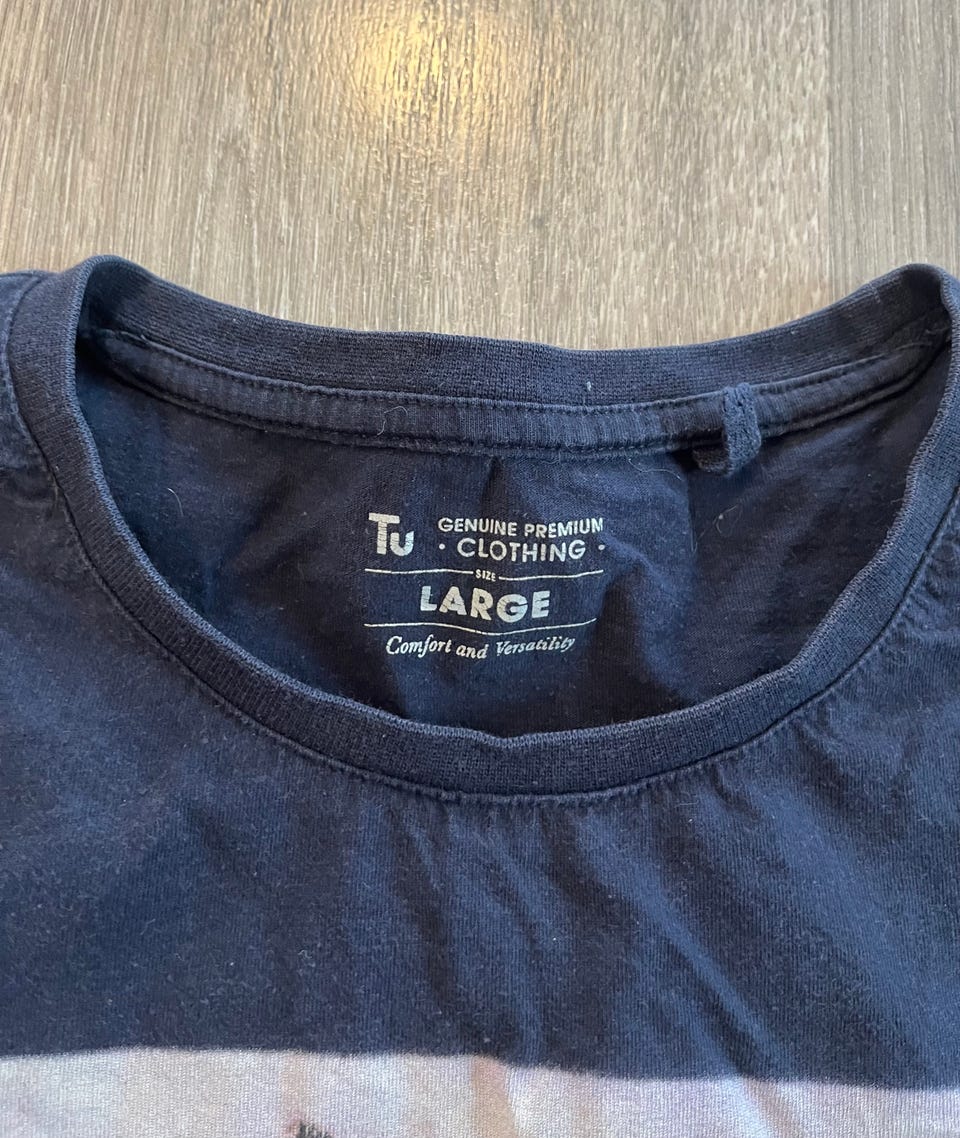 Tu GENUINE PREMIUM
· CLOTHING ·
SIZE
LARGE
Comfort and Versatility